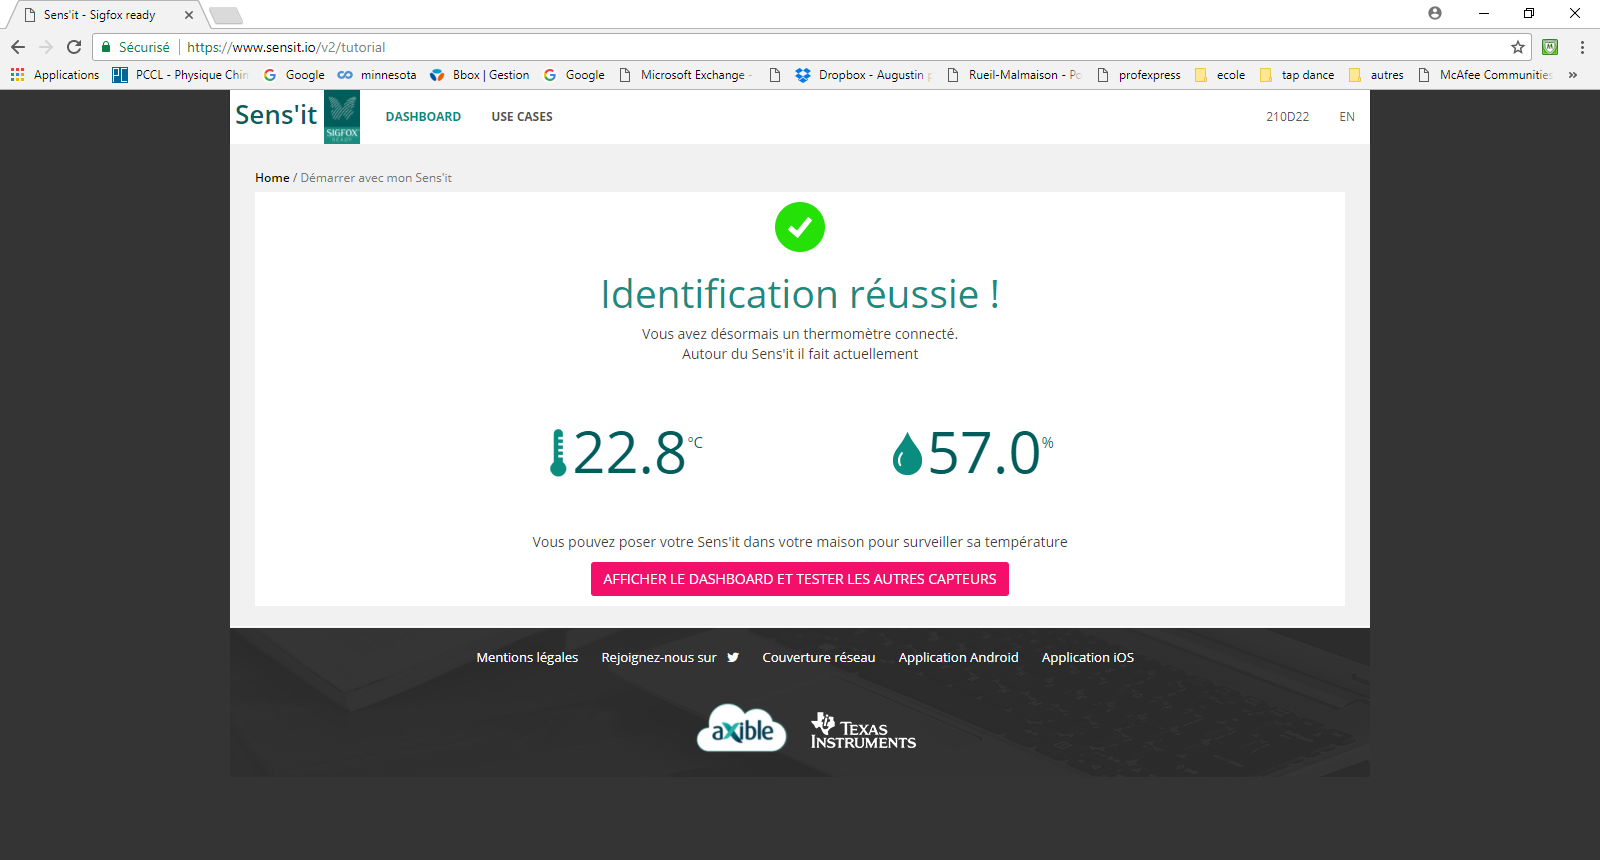 Sens'it - Sigfox ready
Sécurisé https://www.sensit.io/v2/tutorial
Applications PCCL - Physique Chim Google minnesota Bbox | Gestion Google Microsoft Exchange - Dropbox - Augustin p Rueil-Malmaison - Po profexpress ecole tap dance autres McAfee Communities »
Sens'it SIGFOX READY DASHBOARD USE CASES 210D22 EN
Home / Démarrer avec mon Sens'it
Identification réussie !
Vous avez désormais un thermomètre connecté.
Autour du Sens'it il fait actuellement
22.8 °C 57.0 %
Vous pouvez poser votre Sens'it dans votre maison pour surveiller sa température
AFFICHER LE DASHBOARD ET TESTER LES AUTRES CAPTEURS
Mentions légales Rejoignez-nous sur Couverture réseau Application Android Application iOS
axible TEXAS INSTRUMENTS